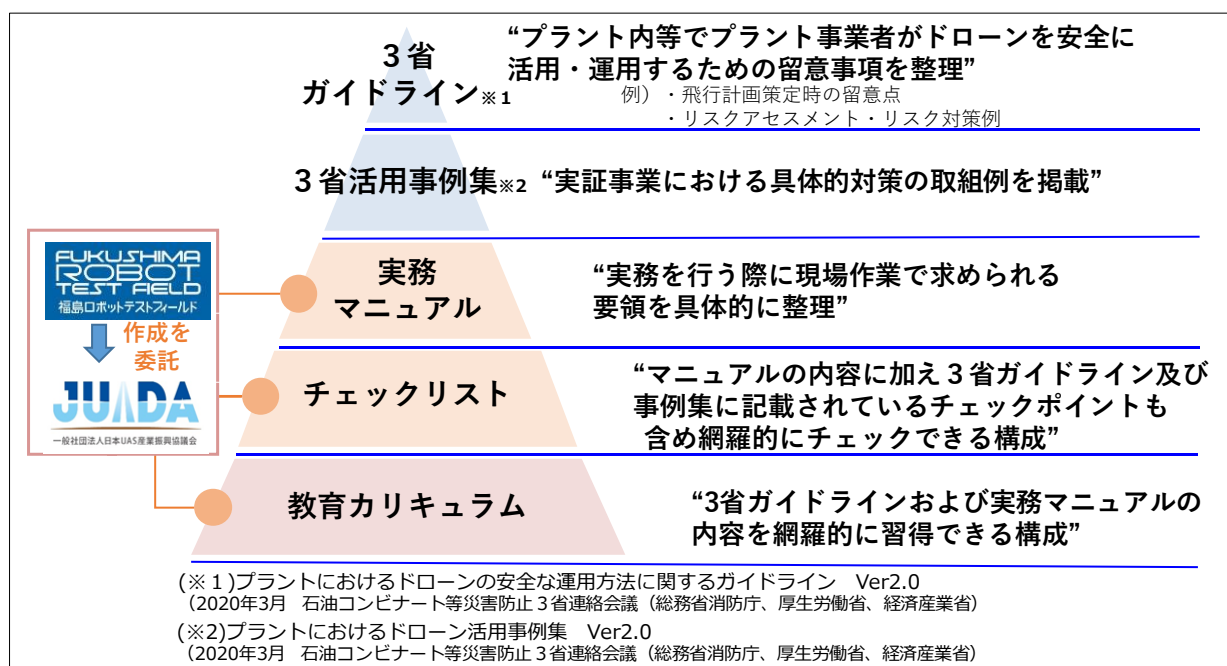 3省
ガイドライン※1
“プラント内等でプラント事業者がドローンを安全に
活用・運用するための留意事項を整理”
例）・飛行計画策定時の留意点
・リスクアセスメント・リスク対策例
3省活用事例集※2
“実証事業における具体的対策の取組例を掲載”
FUKUSHIMA
ROBOT
TEST FIELD
福島ロボットテストフィールド
作成を
委託
JUIDA
一般社団法人日本UAS産業振興協議会
実務
マニュアル
“実務を行う際に現場作業で求められる
要領を具体的に整理”
チェックリスト
“マニュアルの内容に加え３省ガイドライン及び
事例集に記載されているチェックポイントも
含め網羅的にチェックできる構成”
教育カリキュラム
“3省ガイドラインおよび実務マニュアルの
内容を網羅的に習得できる構成”
(※１)プラントにおけるドローンの安全な運用方法に関するガイドライン Ver2.0
（2020年3月 石油コンビナート等災害防止３省連絡会議（総務省消防庁、厚生労働省、経済産業省）
(※2)プラントにおけるドローン活用事例集 Ver2.0
（2020年3月 石油コンビナート等災害防止３省連絡会議（総務省消防庁、厚生労働省、経済産業省）